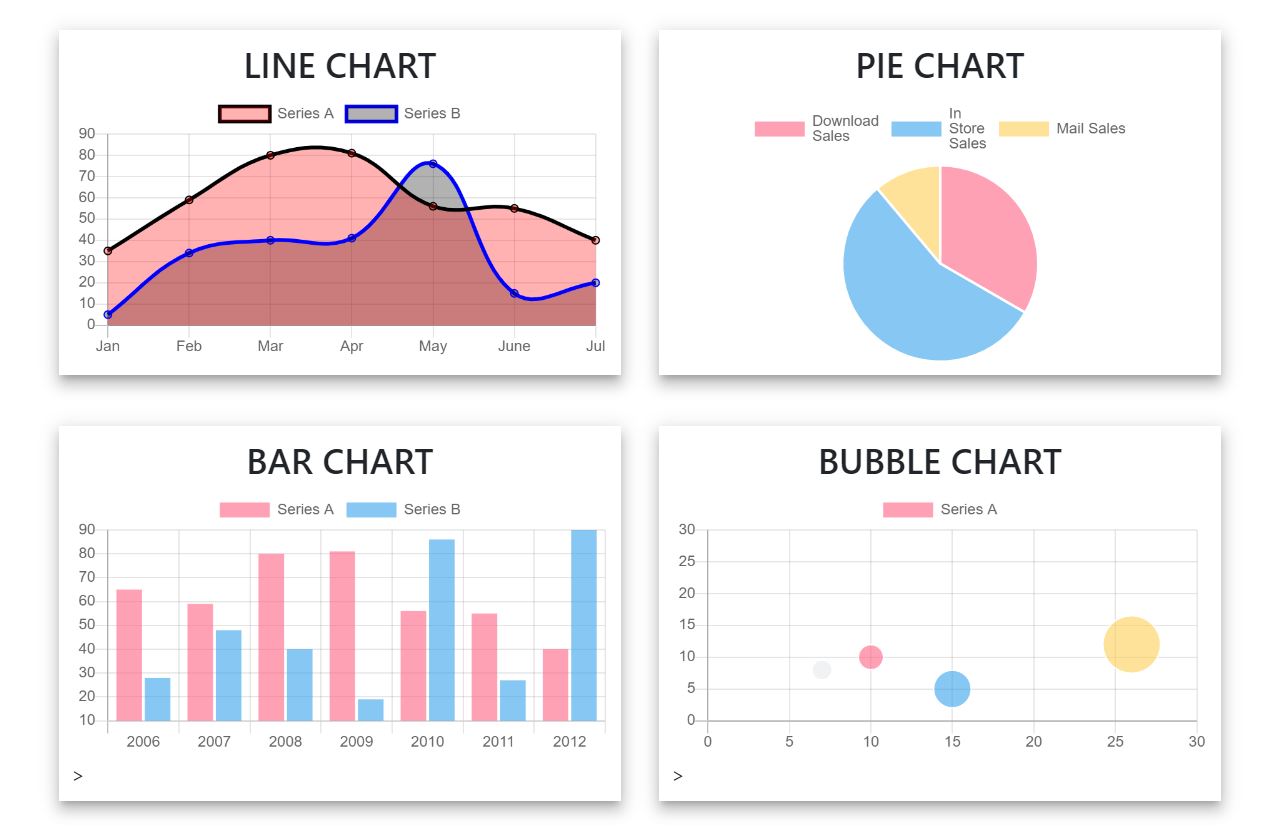 LINE CHART
Series A Series B
90
80
70
60
50
40
30
20
10
0
Jan Feb Mar Apr May June Jul
PIE CHART
Download
Sales
In
Store
Sales
Mail Sales
BAR CHART
Series A Series B
90
80
70
60
50
40
30
20
10
2006 2007 2008 2009 2010 2011 2012
>
BUBBLE CHART
Series A
30
25
20
15
10
5
0
0 5 10 15 20 25 30
>